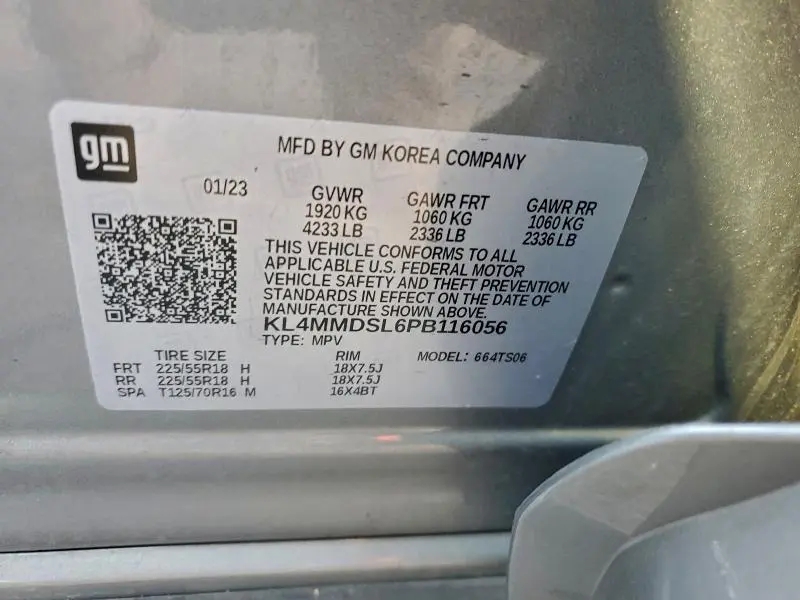 gm
MFD BY GM KOREA COMPANY
01/23
GVWR GAWR FRT GAWR RR
1920 KG 1060 KG 1060 KG
4233 LB 2336 LB 2336 LB
THIS VEHICLE CONFORMS TO ALL
APPLICABLE U.S. FEDERAL MOTOR
VEHICLE SAFETY AND THEFT PREVENTION
STANDARDS IN EFFECT ON THE DATE OF
MANUFACTURE SHOWN ABOVE.
KL4MMDSL6PB116056
TYPE: MPV
TIRE SIZE RIM MODEL: 664TS06
FRT 225/55R18 H 18X7.5J
RR 225/55R18 H 18X7.5J
SPA T125/70R16 M 16X4BT